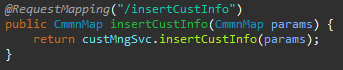 @RequestMapping("/insertCustInfo")
public CmmnMap insertCustInfo(CmmnMap params) {
    return custMngSvc.insertCustInfo(params);
}